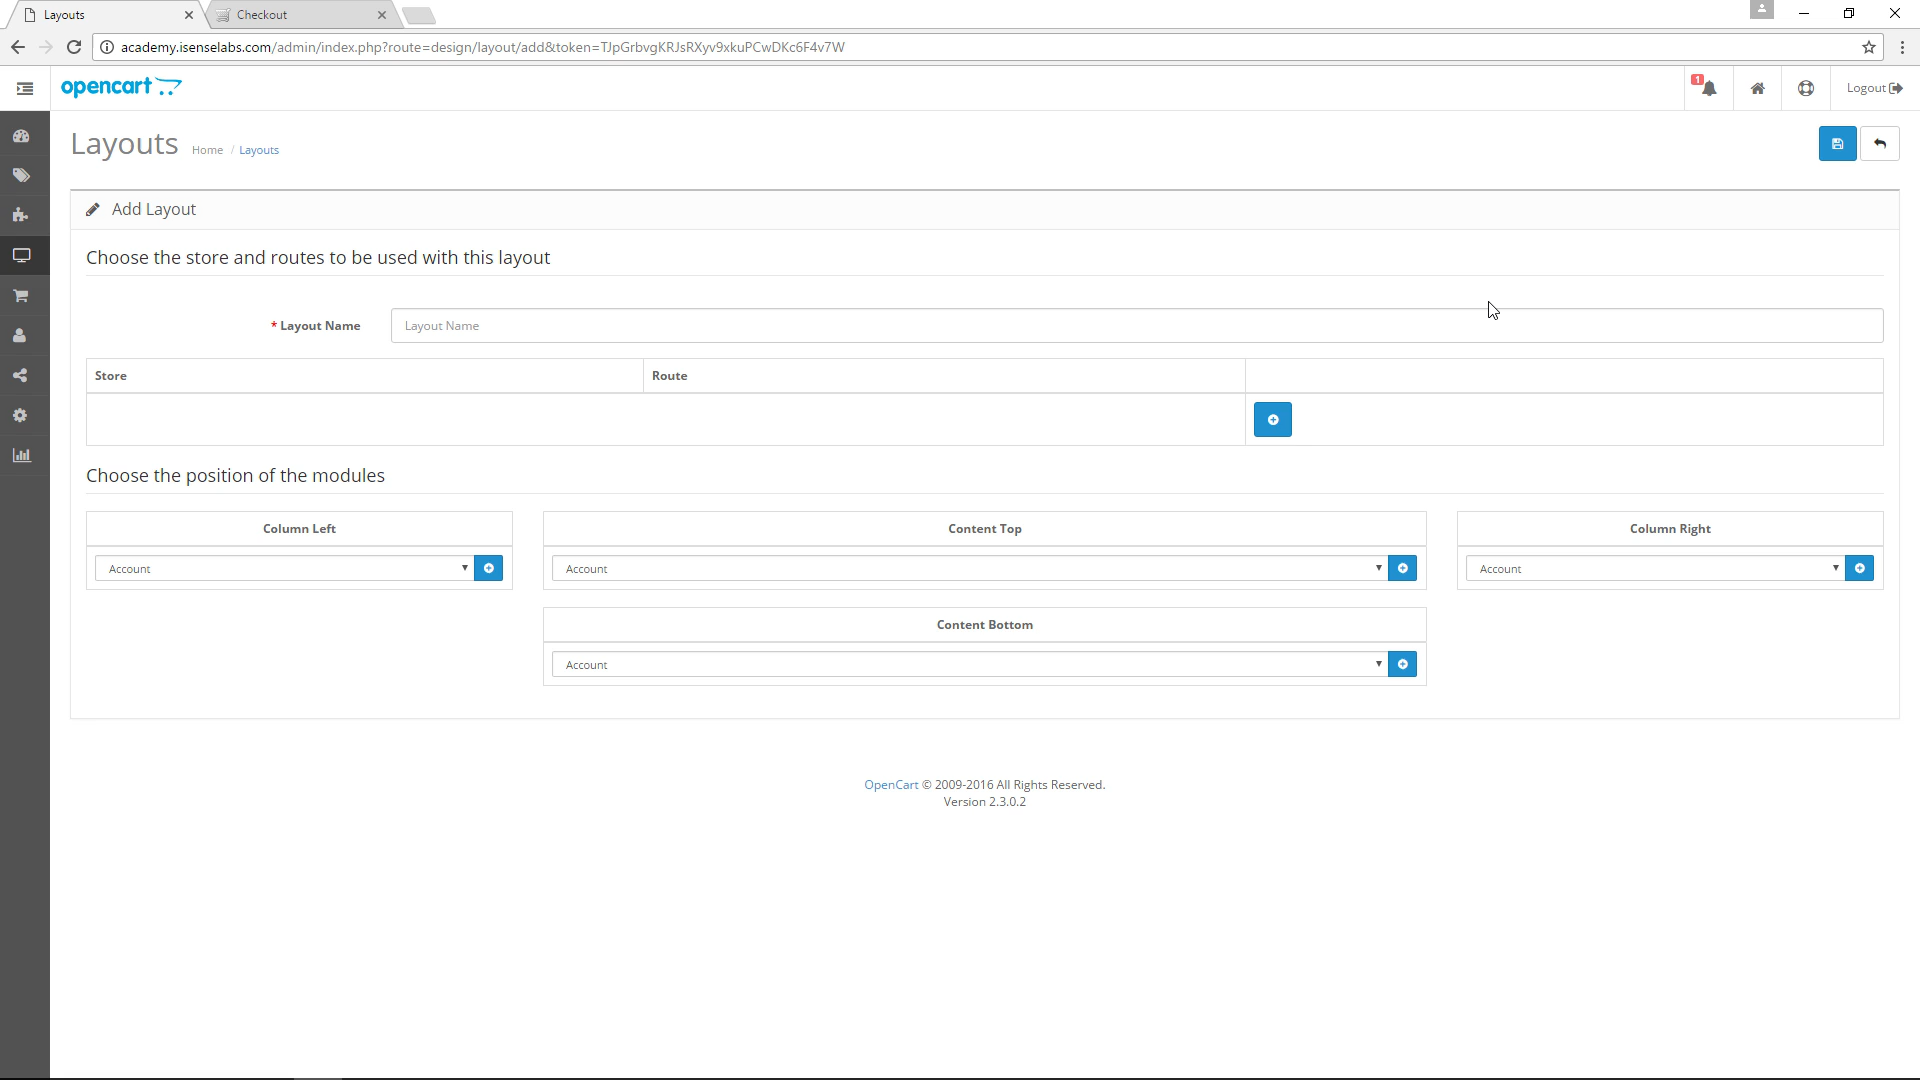 Layouts
Checkout
academy.isenselabs.com/admin/index.php?route=design/layout/add&token=TJpGrbvgKRJsRXyv9xkuPCwDKc6F4v7W
opencart
1
Logout
Layouts
Home / Layouts
Add Layout
Choose the store and routes to be used with this layout
* Layout Name
Layout Name
Store
Route
Choose the position of the modules
Column Left
Content Top
Column Right
Account
Account
Account
Content Bottom
Account
OpenCart © 2009-2016 All Rights Reserved.
Version 2.3.0.2